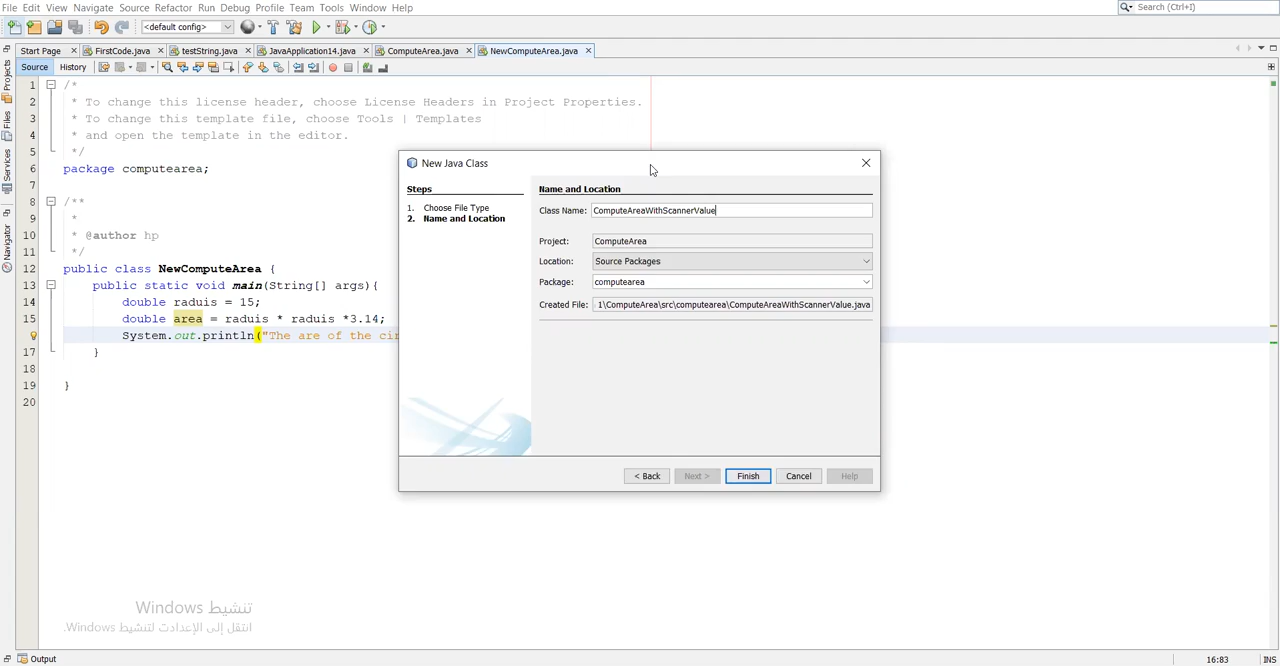 File Edit View Navigate Source Refactor Run Debug Profile Team Tools Window Help
Search (Ctrl+I)
<default config>
Start Page
FirstCode.java
testString.java
JavaApplication14.java
ComputeArea.java
NewComputeArea.java
Source
History
Projects
Files
Services
Navigator
1 /*
2 * To change this license header, choose License Headers in Project Properties.
3 * To change this template file, choose Tools | Templates
4 * and open the template in the editor.
5 */
6 package computearea;
7
8 /**
9 *
10 * @author hp
11 */
12 public class NewComputeArea {
13 public static void main(String[] args){
14 double raduis = 15;
15 double area = raduis * raduis *3.14;
System.out.println("The are of the cir
17 }
18
19 }
20
New Java Class
Steps
1. Choose File Type
2. Name and Location
Name and Location
Class Name: ComputeAreaWithScannerValue
Project: ComputeArea
Location: Source Packages
Package: computearea
Created File: 1\ComputeArea\src\computearea\ComputeAreaWithScannerValue.java
< Back
Next >
Finish
Cancel
Help
تنشيط Windows
انتقل إلى الإعدادت لتنشيط Windows.
Output
16:83
INS